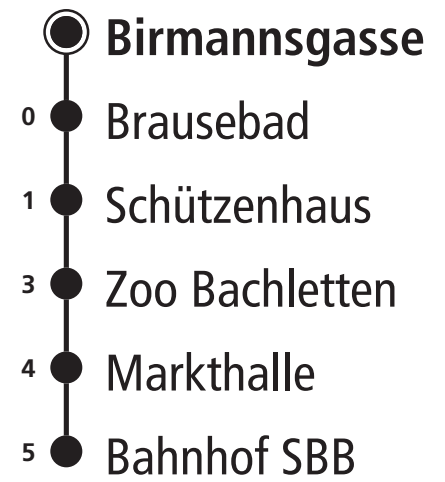 Birmannsgasse
0 Brausebad
1 Schützenhaus
3 Zoo Bachletten
4 Markthalle
5 Bahnhof SBB